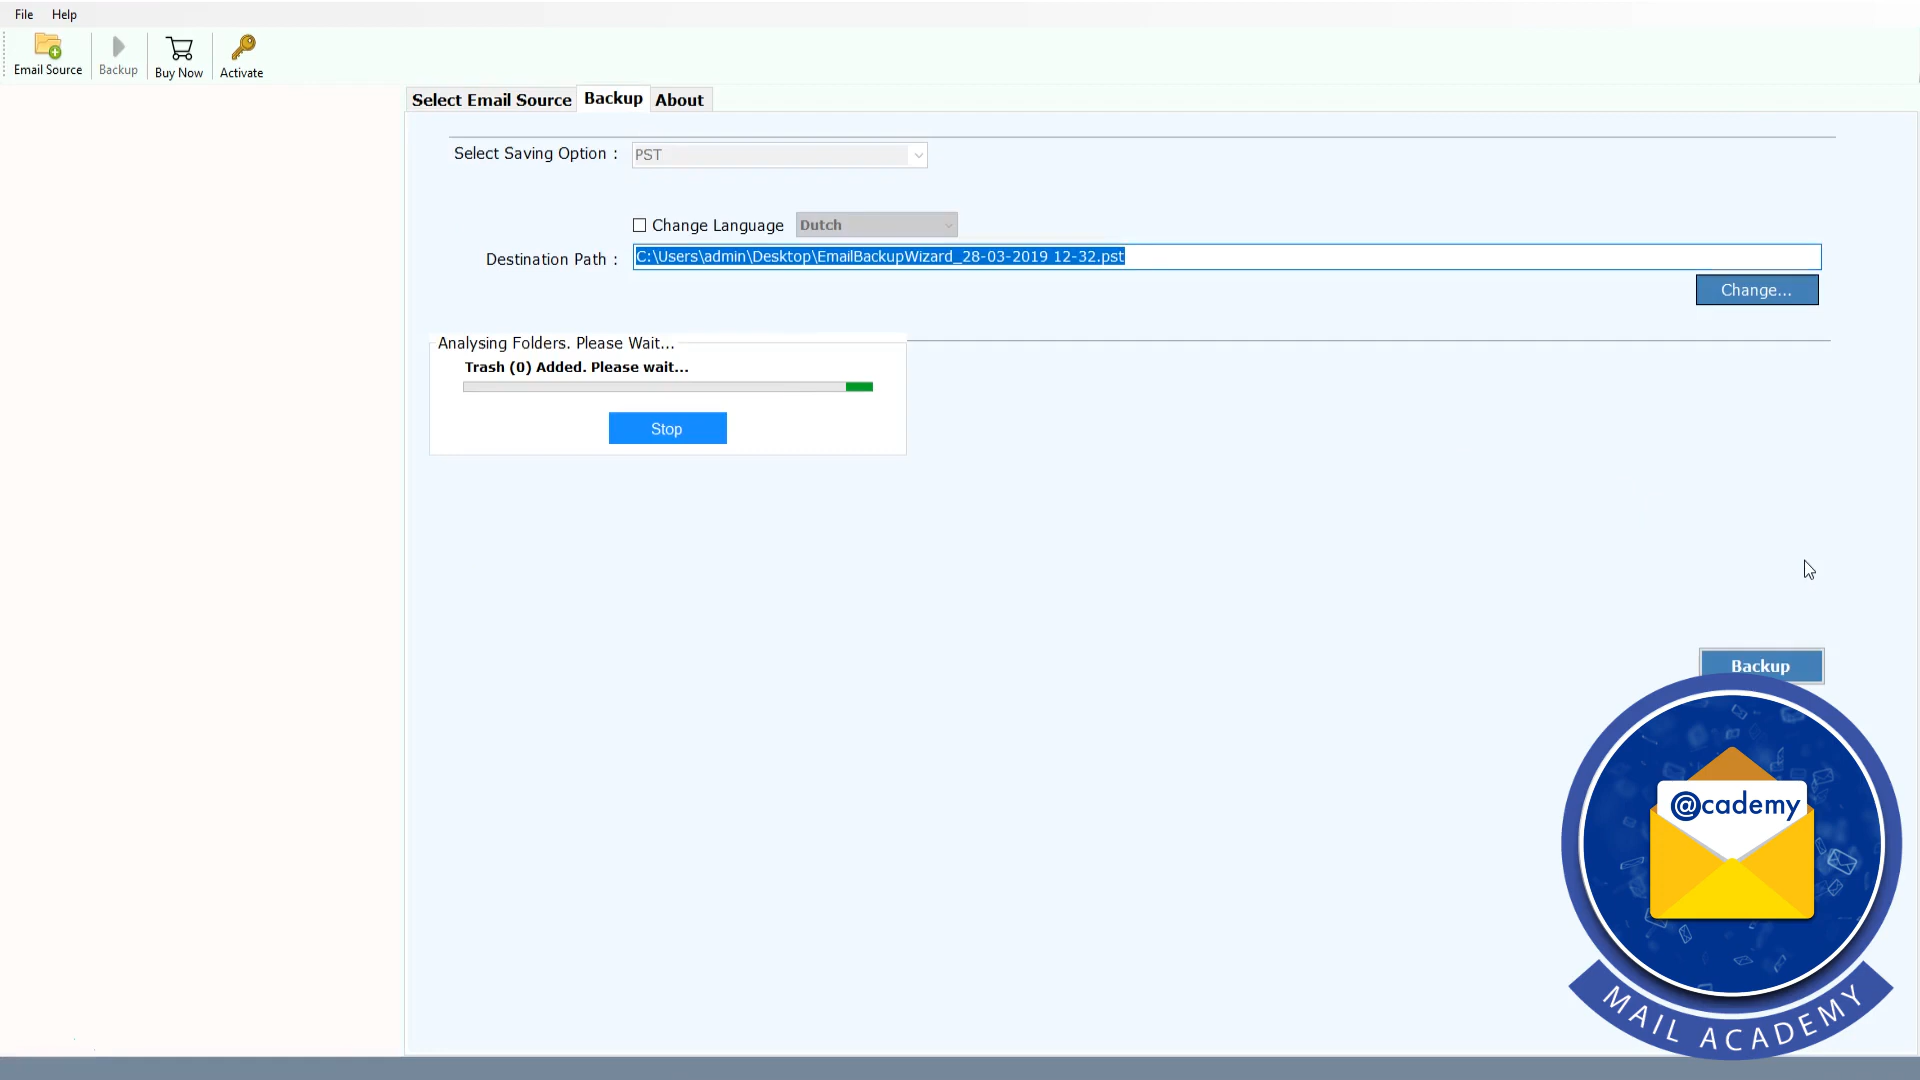 File Help
Email Source Backup Buy Now Activate
Select Email Source Backup About
Select Saving Option : PST
Change Language Dutch
Destination Path : C:\Users\admin\Desktop\EmailBackupWizard_28-03-2019 12-32.pst
Change...
Analysing Folders. Please Wait...
Trash (0) Added. Please wait...
Stop
Backup
@cademy
MAIL ACADEMY